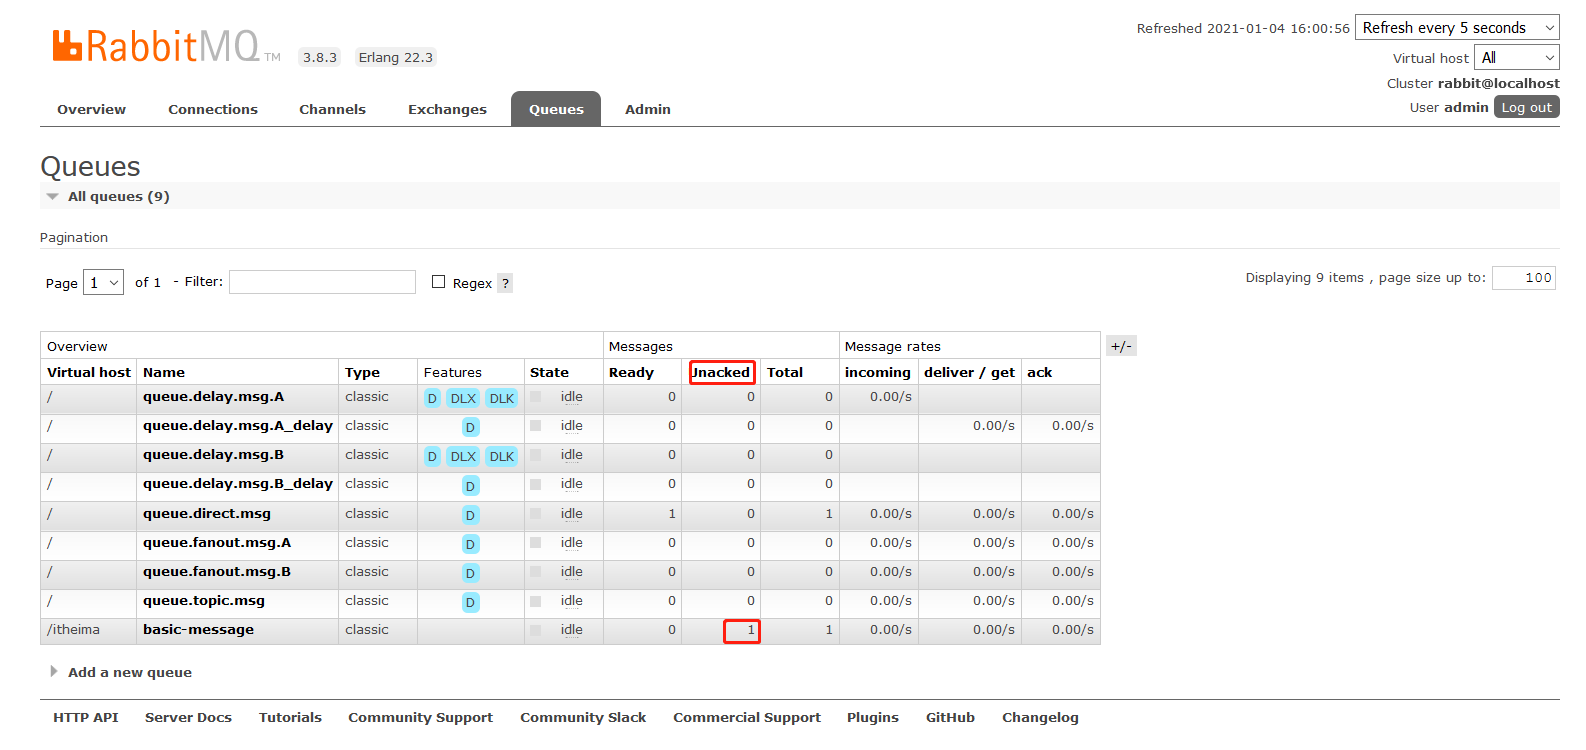 Refreshed 2021-01-04 16:00:56 Refresh every 5 seconds
RabbitMQ TM 3.8.3 Erlang 22.3
Virtual host All
Cluster rabbit@localhost
User admin Log out
Overview Connections Channels Exchanges Queues Admin
Queues
All queues (9)
Pagination
Page 1 of 1 - Filter: Regex ? Displaying 9 items , page size up to: 100
Overview Messages Message rates +/-
Virtual host Name Type Features State Ready Unacked Total incoming deliver / get ack
/ queue.delay.msg.A classic D DLX DLK idle 0 0 0 0.00/s
/ queue.delay.msg.A_delay classic D idle 0 0 0 0.00/s 0.00/s
/ queue.delay.msg.B classic D DLX DLK idle 0 0 0
/ queue.delay.msg.B_delay classic D idle 0 0 0
/ queue.direct.msg classic D idle 1 0 1 0.00/s 0.00/s 0.00/s
/ queue.fanout.msg.A classic D idle 0 0 0 0.00/s 0.00/s 0.00/s
/ queue.fanout.msg.B classic D idle 0 0 0 0.00/s 0.00/s 0.00/s
/ queue.topic.msg classic D idle 0 0 0 0.00/s 0.00/s 0.00/s
/itheima basic-message classic idle 0 1 1 0.00/s 0.00/s 0.00/s
Add a new queue
HTTP API Server Docs Tutorials Community Support Community Slack Commercial Support Plugins GitHub Changelog